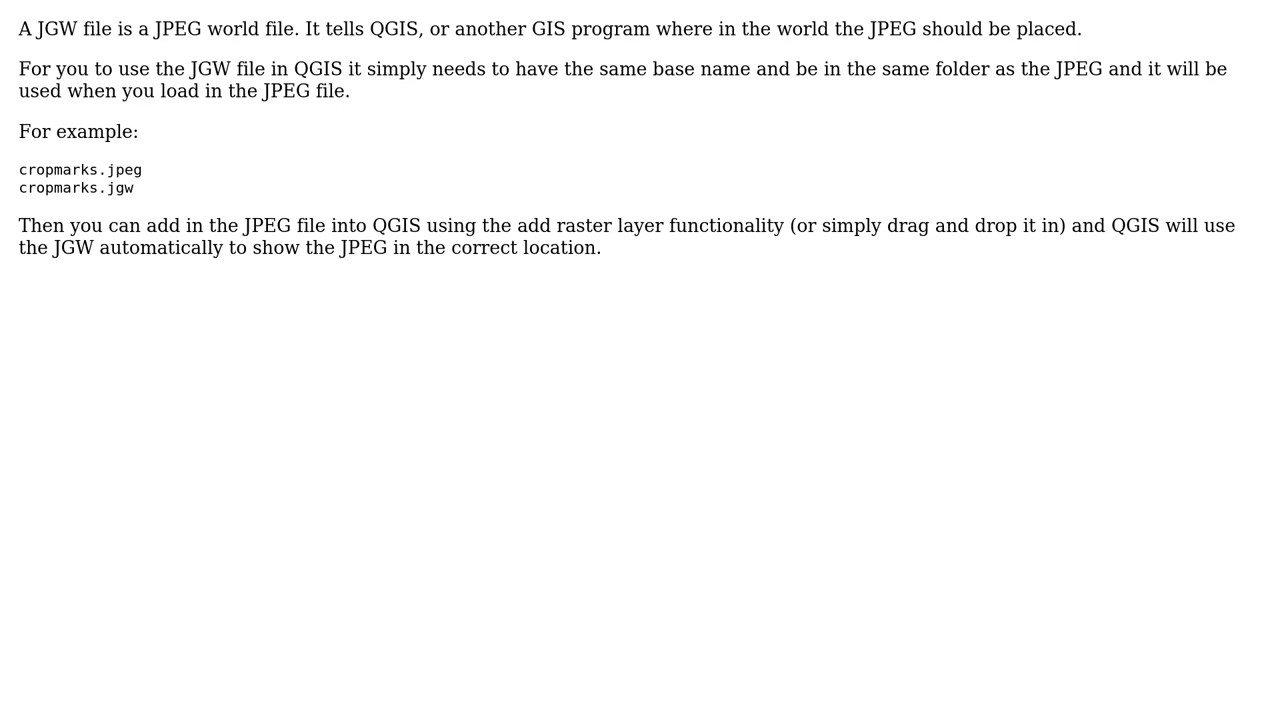 A JGW file is a JPEG world file. It tells QGIS, or another GIS program where in the world the JPEG should be placed.
For you to use the JGW file in QGIS it simply needs to have the same base name and be in the same folder as the JPEG and it will be
used when you load in the JPEG file.
For example:
cropmarks.jpeg
cropmarks.jgw
Then you can add in the JPEG file into QGIS using the add raster layer functionality (or simply drag and drop it in) and QGIS will use
the JGW automatically to show the JPEG in the correct location.